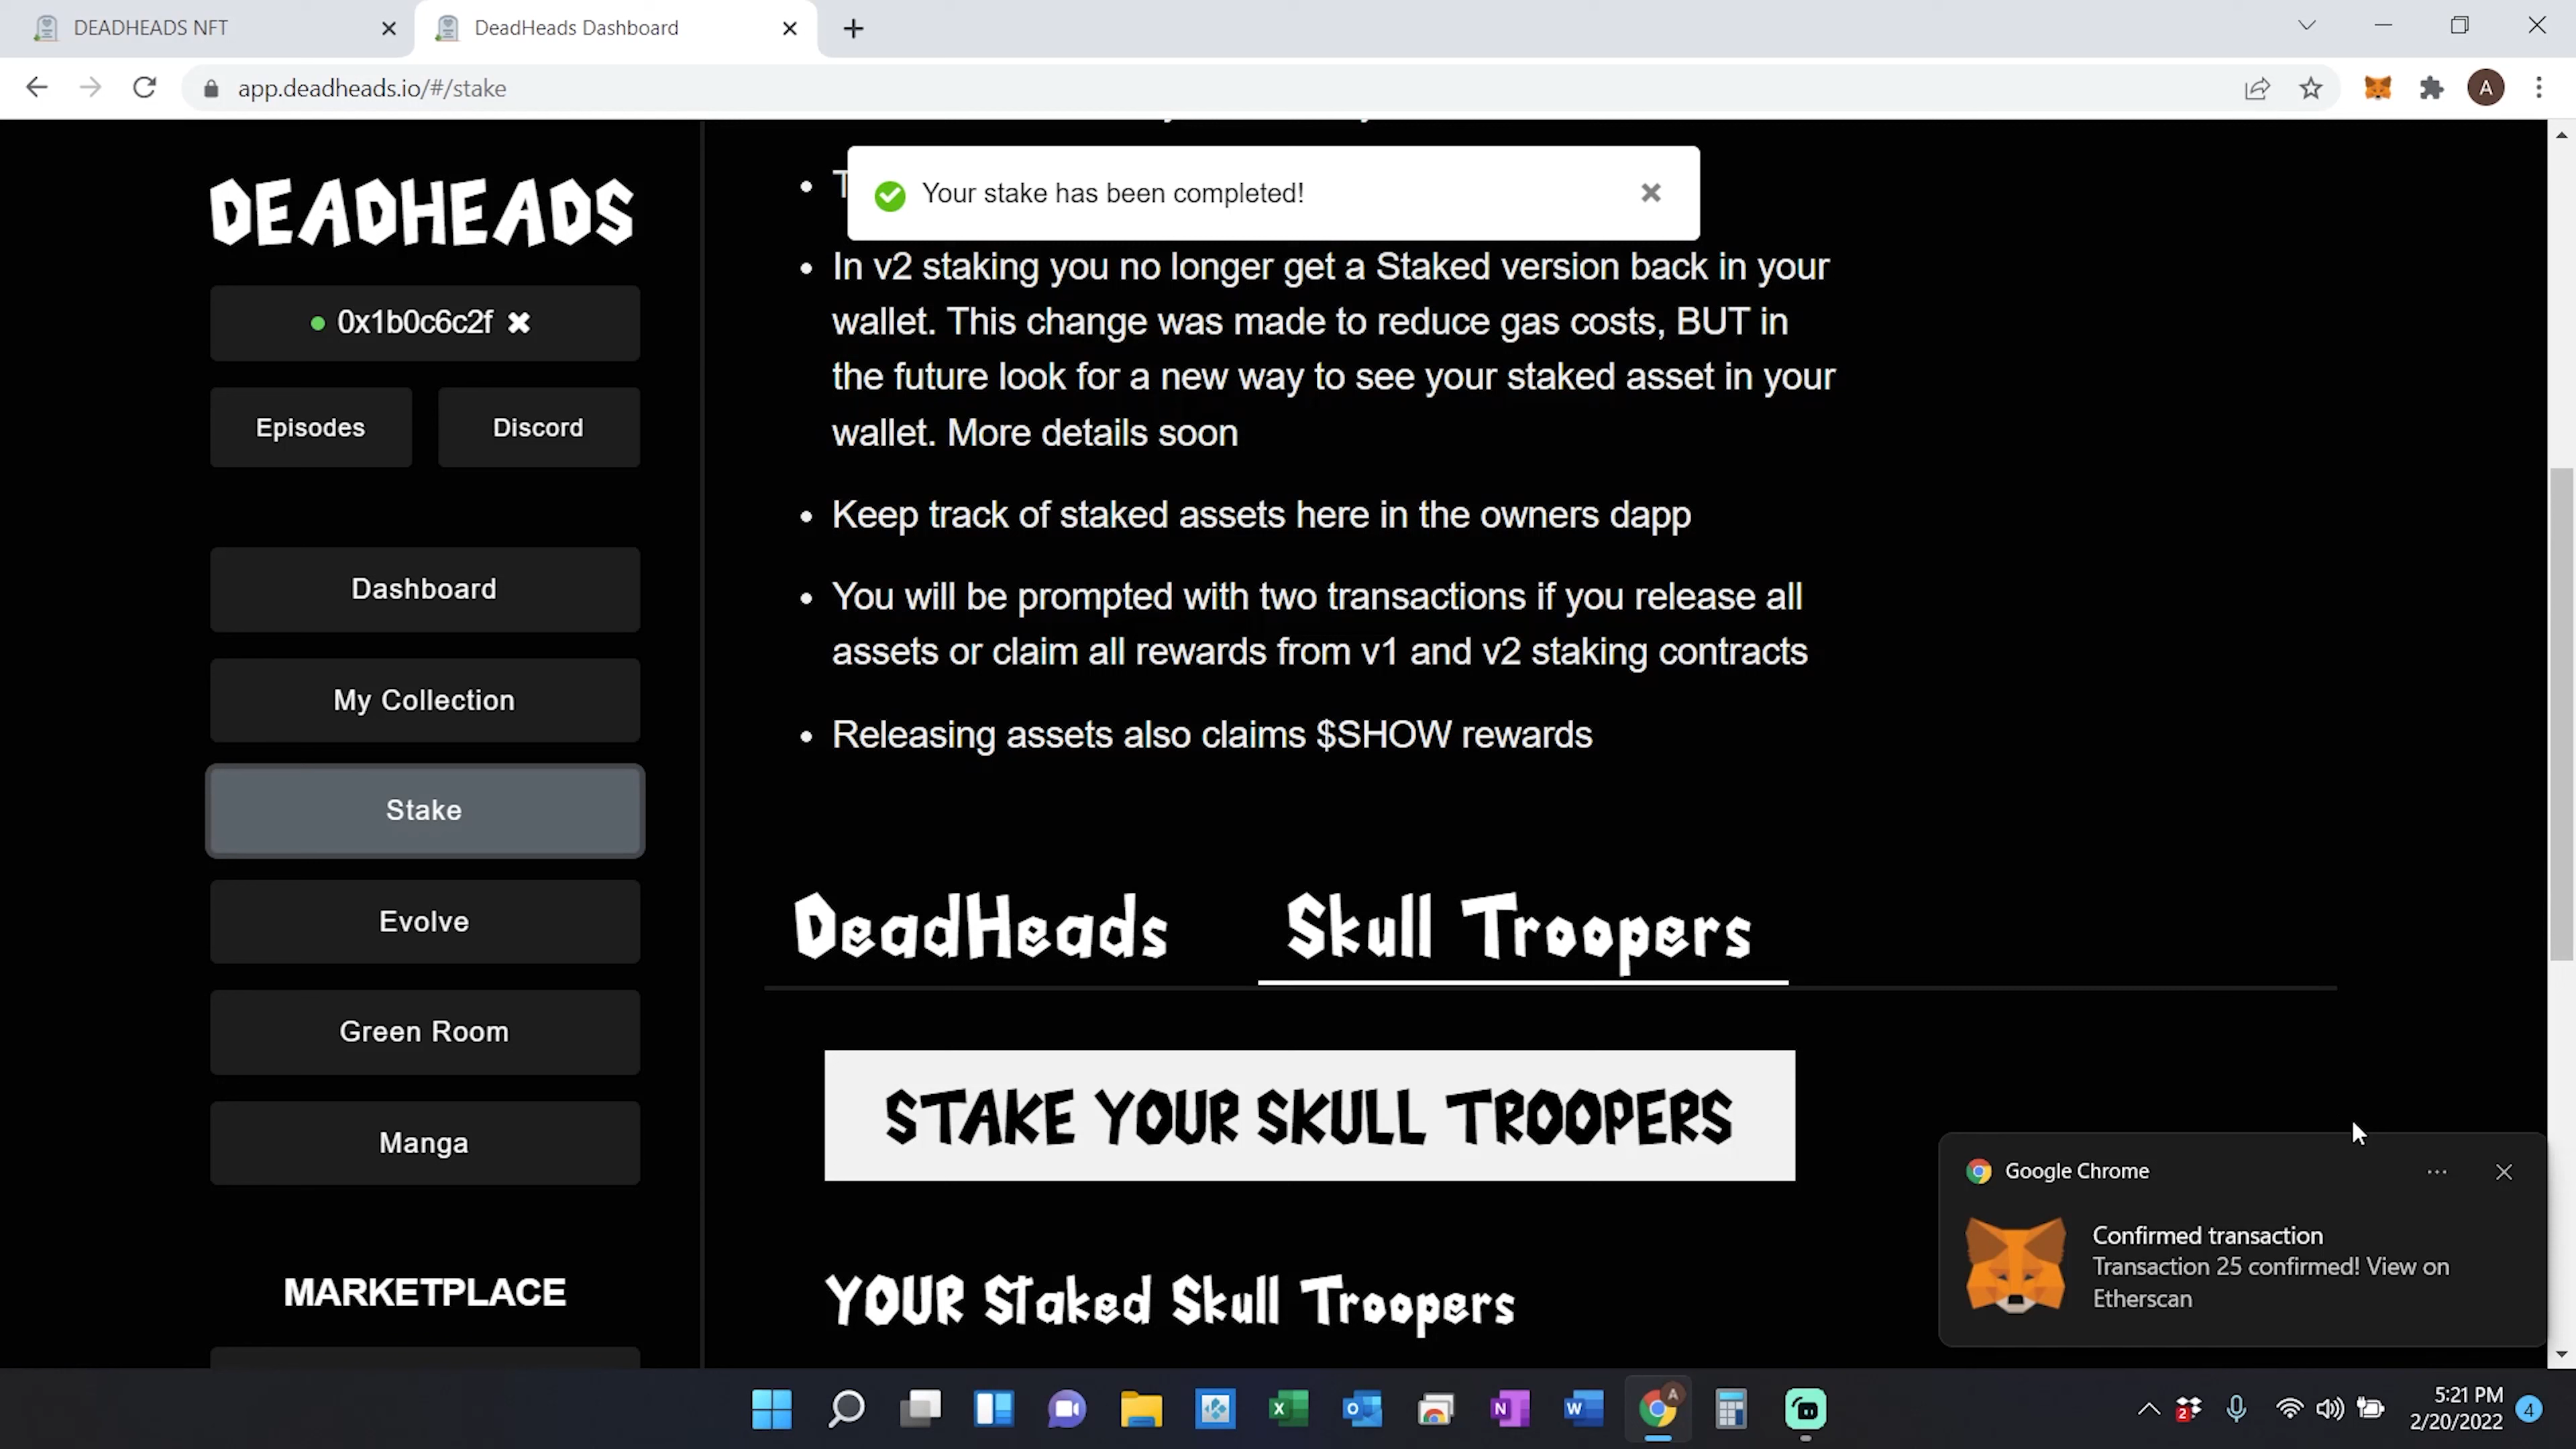 DEADHEADS NFT
DeadHeads Dashboard
app.deadheads.io/#/stake
A
DEADHEADS
0x1b0c6c2f
Episodes
Discord
Dashboard
My Collection
Stake
Evolve
Green Room
Manga
MARKETPLACE
Your stake has been completed!
In v2 staking you no longer get a Staked version back in your
wallet. This change was made to reduce gas costs, BUT in
the future look for a new way to see your staked asset in your
wallet. More details soon
Keep track of staked assets here in the owners dapp
You will be prompted with two transactions if you release all
assets or claim all rewards from v1 and v2 staking contracts
Releasing assets also claims $SHOW rewards
DeadHeads
Skull Troopers
STAKE YOUR SKULL TROOPERS
YOUR Staked Skull Troopers
Google Chrome
Confirmed transaction
Transaction 25 confirmed! View on
Etherscan
5:21 PM
2/20/2022
4
2